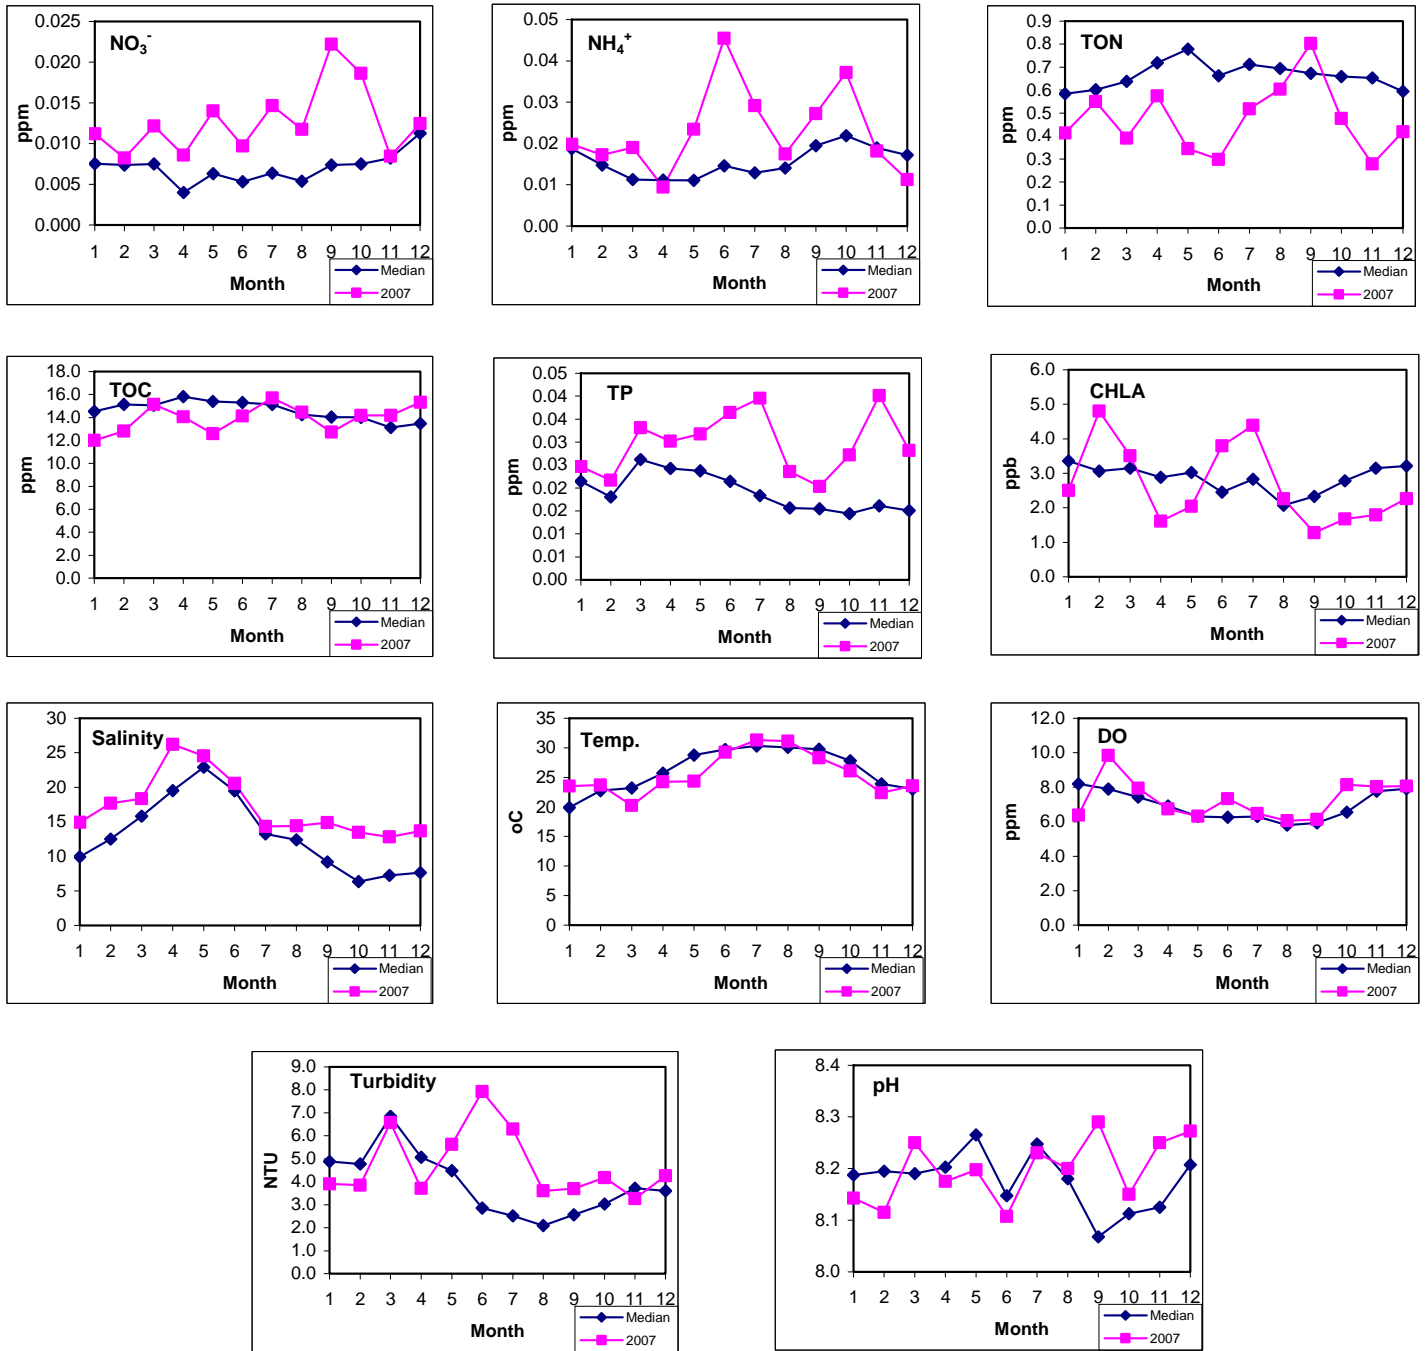 NO3-
ppm
0.025
0.020
0.015
0.010
0.005
0.000
1 2 3 4 5 6 7 8 9 10 11 12
Month
Median
2007
NH4+
ppm
0.05
0.04
0.03
0.02
0.01
0.00
1 2 3 4 5 6 7 8 9 10 11 12
Month
Median
2007
TON
ppm
0.9
0.8
0.7
0.6
0.5
0.4
0.3
0.2
0.1
0.0
1 2 3 4 5 6 7 8 9 10 11 12
Month
Median
2007
TOC
ppm
18.0
16.0
14.0
12.0
10.0
8.0
6.0
4.0
2.0
0.0
1 2 3 4 5 6 7 8 9 10 11 12
Month
Median
2007
TP
ppm
0.05
0.04
0.04
0.03
0.03
0.02
0.02
0.01
0.01
0.00
1 2 3 4 5 6 7 8 9 10 11 12
Month
Median
2007
CHLA
ppb
6.0
5.0
4.0
3.0
2.0
1.0
0.0
1 2 3 4 5 6 7 8 9 10 11 12
Month
Median
2007
Salinity
30
25
20
15
10
5
0
1 2 3 4 5 6 7 8 9 10 11 12
Month
Median
2007
Temp.
oC
35
30
25
20
15
10
5
0
1 2 3 4 5 6 7 8 9 10 11 12
Month
Median
2007
DO
ppm
12.0
10.0
8.0
6.0
4.0
2.0
0.0
1 2 3 4 5 6 7 8 9 10 11 12
Month
Median
2007
Turbidity
NTU
9.0
8.0
7.0
6.0
5.0
4.0
3.0
2.0
1.0
0.0
1 2 3 4 5 6 7 8 9 10 11 12
Month
Median
2007
pH
8.4
8.3
8.2
8.1
8.0
1 2 3 4 5 6 7 8 9 10 11 12
Month
Median
2007